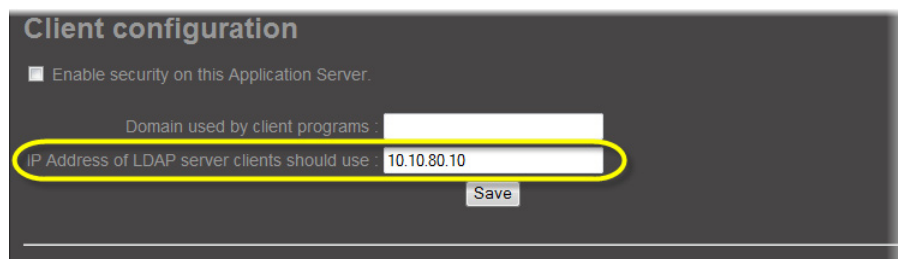 Client configuration
Enable security on this Application Server.
Domain used by client programs :
IP Address of LDAP server clients should use : 10.10.80.10
Save